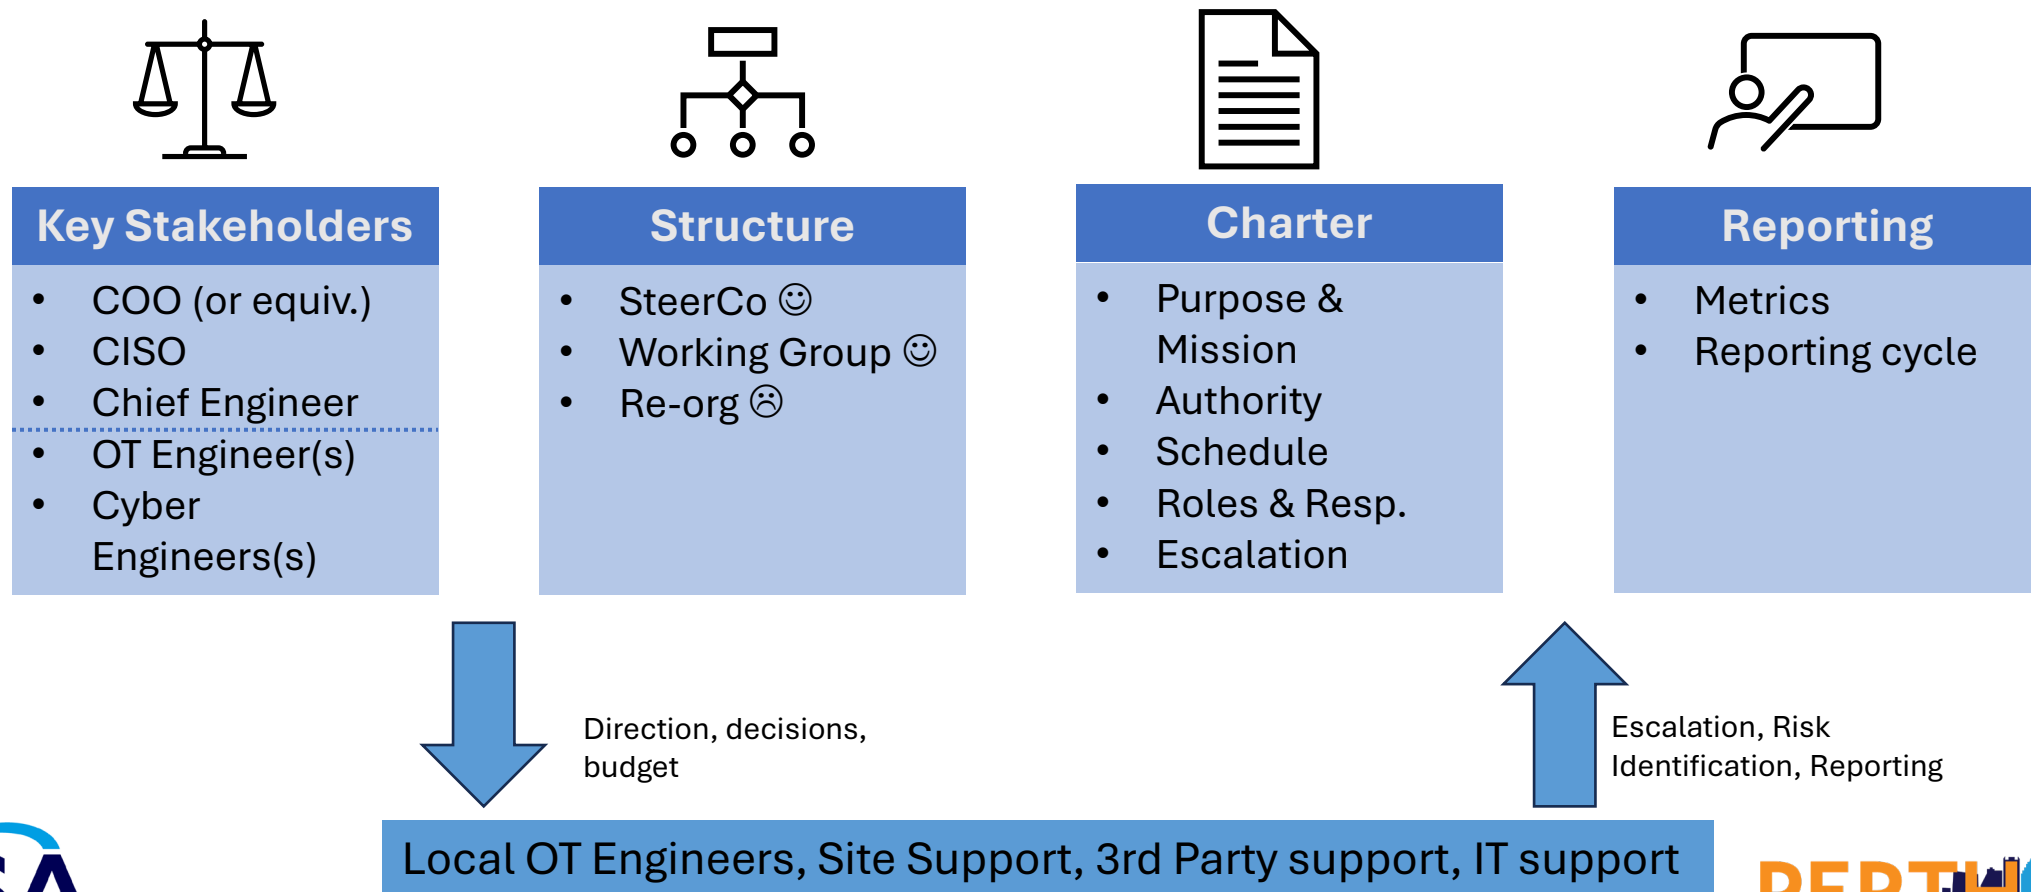 Key Stakeholders
• COO (or equiv.)
• CISO
• Chief Engineer
• OT Engineer(s)
• Cyber
Engineers(s)
Structure
• SteerCo ☺
• Working Group ☺
• Re-org ☹
Charter
• Purpose &
Mission
• Authority
• Schedule
• Roles & Resp.
• Escalation
Reporting
• Metrics
• Reporting cycle
Direction, decisions,
budget
Escalation, Risk
Identification, Reporting
Local OT Engineers, Site Support, 3rd Party support, IT support
PERTH